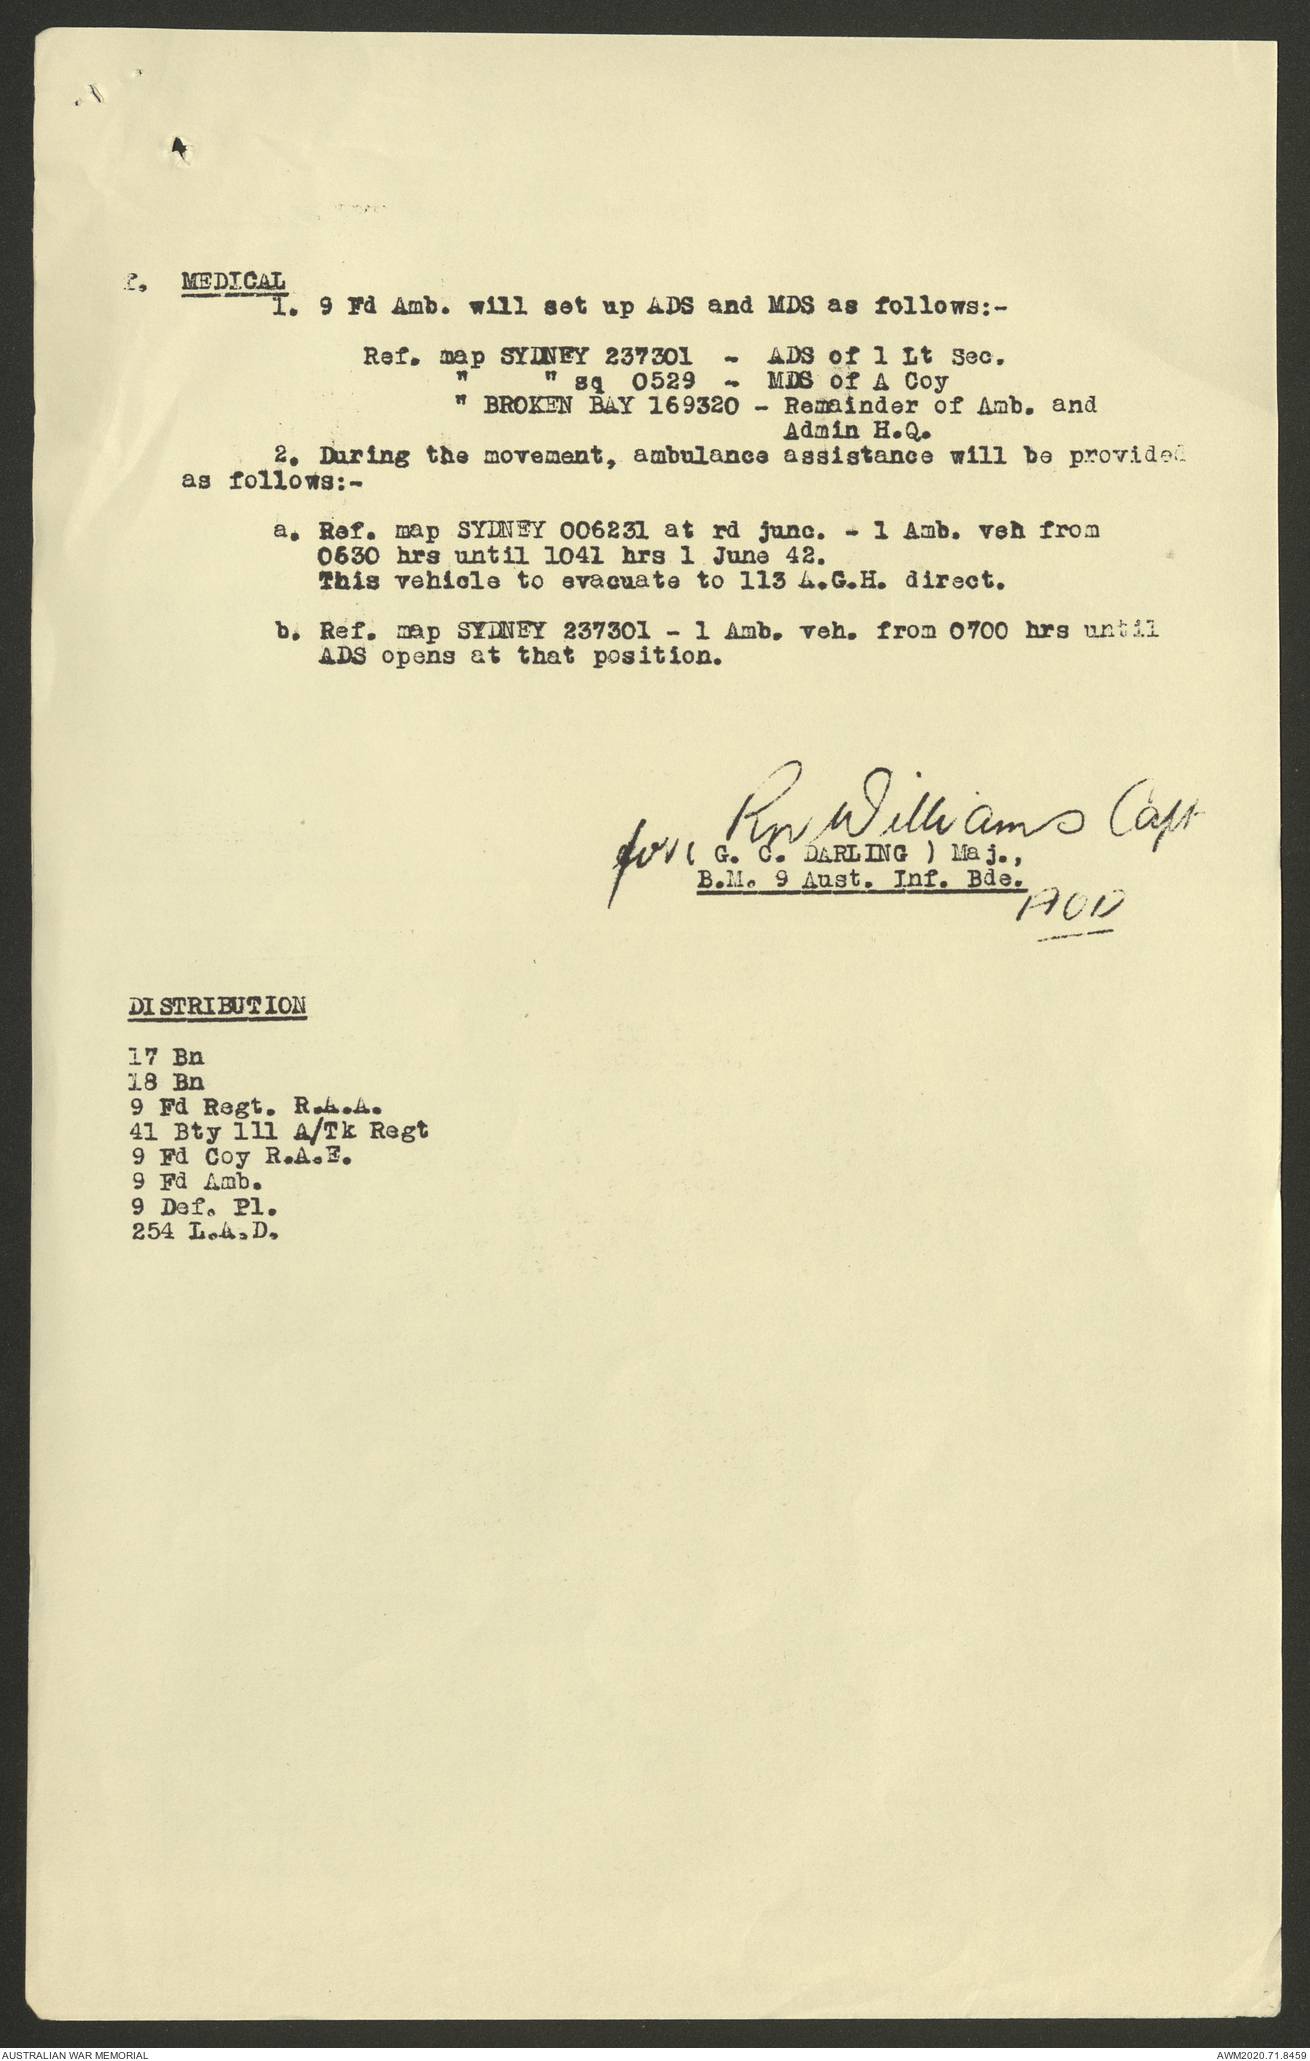 f. MEDICAL
1. 9 Fd Amb. will set up ADS and MDS as follows:-
Ref. map SYDNEY 237301 - ADS of 1 Lt Sec.
" " sq 0529 - MDS of A Coy
" BROKEN BAY 169320 - Remainder of Amb. and
Admin H.Q.
2. During the movement, ambulance assistance will be provided
as follows:-
a. Ref. map SYDNEY 006231 at rd junc. - 1 Amb. veh from
0630 hrs until 1041 hrs 1 June 42.
This vehicle to evacuate to 113 A.G.H. direct.
b. Ref. map SYDNEY 237301 - 1 Amb. veh. from 0700 hrs until
ADS opens at that position.
Williams Capt
for ( G. C. DARLING ) Maj.,
B.M. 9 Aust. Inf. Bde.
DISTRIBUTION
17 Bn
18 Bn
9 Fd Regt. R.A.A.
41 Bty 111 A/Tk Regt
9 Fd Coy R.A.E.
9 Fd Amb.
9 Def. Pl.
254 L.A.D.
AUSTRALIAN WAR MEMORIAL
AWM2020.71.8459